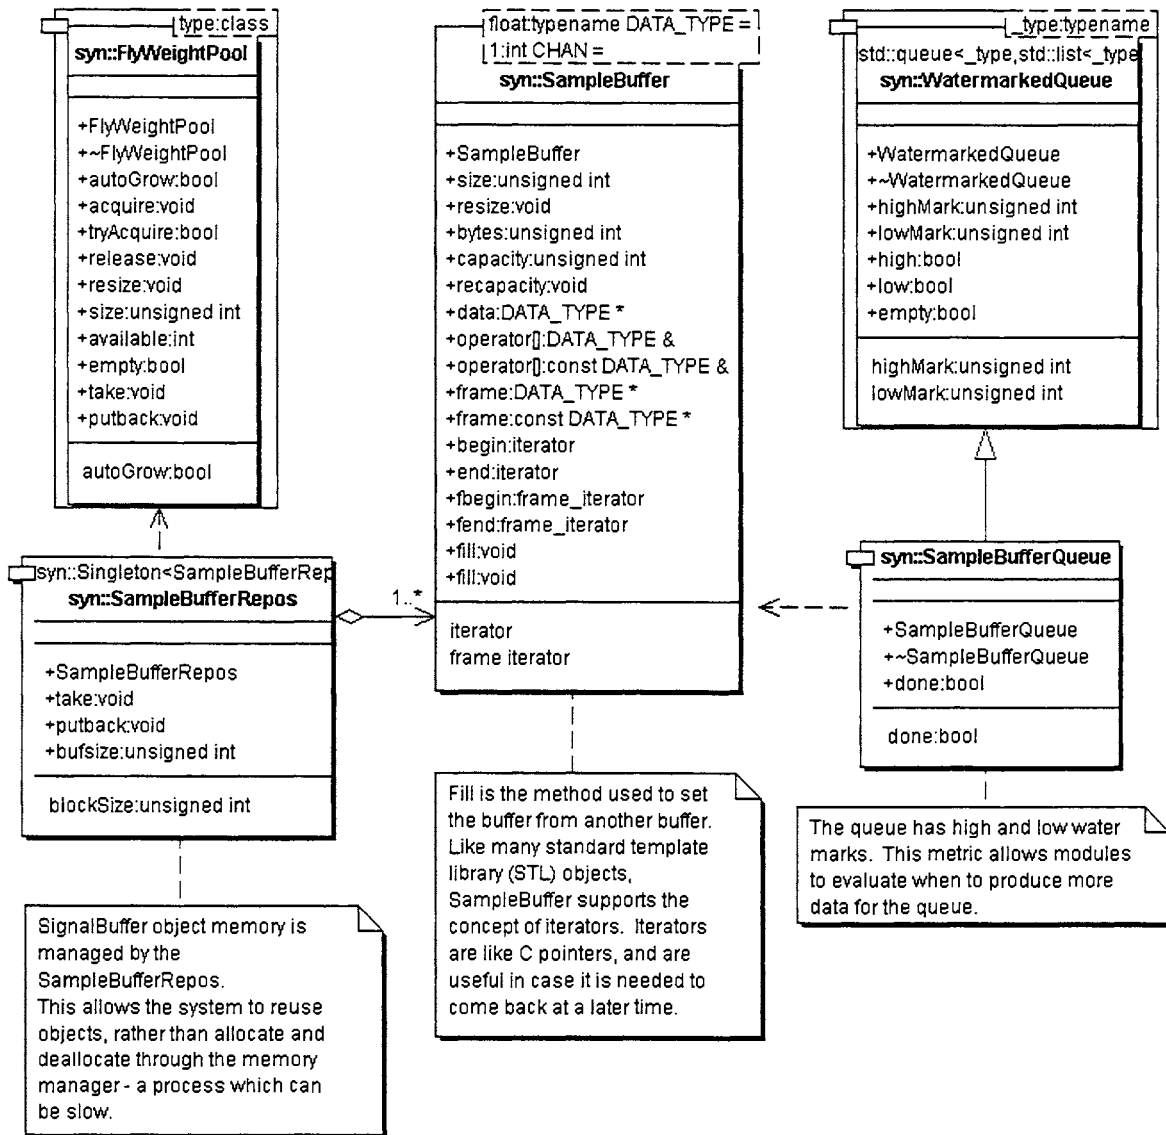 type:class
syn::FlyWeightPool
+FlyWeightPool
+~FlyWeightPool
+autoGrow:bool
+acquire:void
+tryAcquire:bool
+release:void
+resize:void
+size:unsigned int
+available:int
+empty:bool
+take:void
+putback:void
autoGrow:bool
syn::Singleton<SampleBufferRep
syn::SampleBufferRepos
+SampleBufferRepos
+take:void
+putback:void
+bufsize:unsigned int
blockSize:unsigned int
SignalBuffer object memory is
managed by the
SampleBufferRepos.
This allows the system to reuse
objects, rather than allocate and
deallocate through the memory
manager - a process which can
be slow.
1..*
float:typename DATA_TYPE =
1:int CHAN =
syn::SampleBuffer
+SampleBuffer
+size:unsigned int
+resize:void
+bytes:unsigned int
+capacity:unsigned int
+recapacity:void
+data:DATA_TYPE *
+operator[]:DATA_TYPE &
+operator[]:const DATA_TYPE &
+frame:DATA_TYPE *
+frame:const DATA_TYPE *
+begin:iterator
+end:iterator
+fbegin:frame_iterator
+fend:frame_iterator
+fill:void
+fill:void
iterator
frame iterator
Fill is the method used to set
the buffer from another buffer.
Like many standard template
library (STL) objects,
SampleBuffer supports the
concept of iterators. Iterators
are like C pointers, and are
useful in case it is needed to
come back at a later time.
_type:typename
std::queue<_type,std::list<_type
syn::WatermarkedQueue
+WatermarkedQueue
+~WatermarkedQueue
+highMark:unsigned int
+lowMark:unsigned int
+high:bool
+low:bool
+empty:bool
highMark:unsigned int
lowMark:unsigned int
syn::SampleBufferQueue
+SampleBufferQueue
+~SampleBufferQueue
+done:bool
done:bool
The queue has high and low water
marks. This metric allows modules
to evaluate when to produce more
data for the queue.